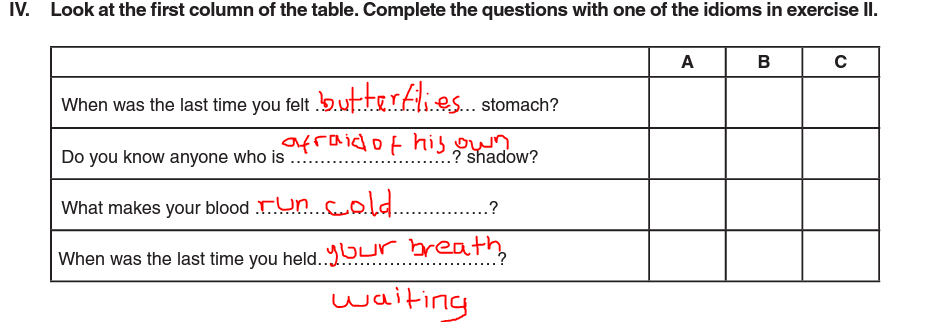 IV. Look at the first column of the table. Complete the questions with one of the idioms in exercise II.
A B C
When was the last time you felt butterflies stomach?
Do you know anyone who is afraid of his own ? shadow?
What makes your blood run cold ?
When was the last time you held your breath ?
waiting